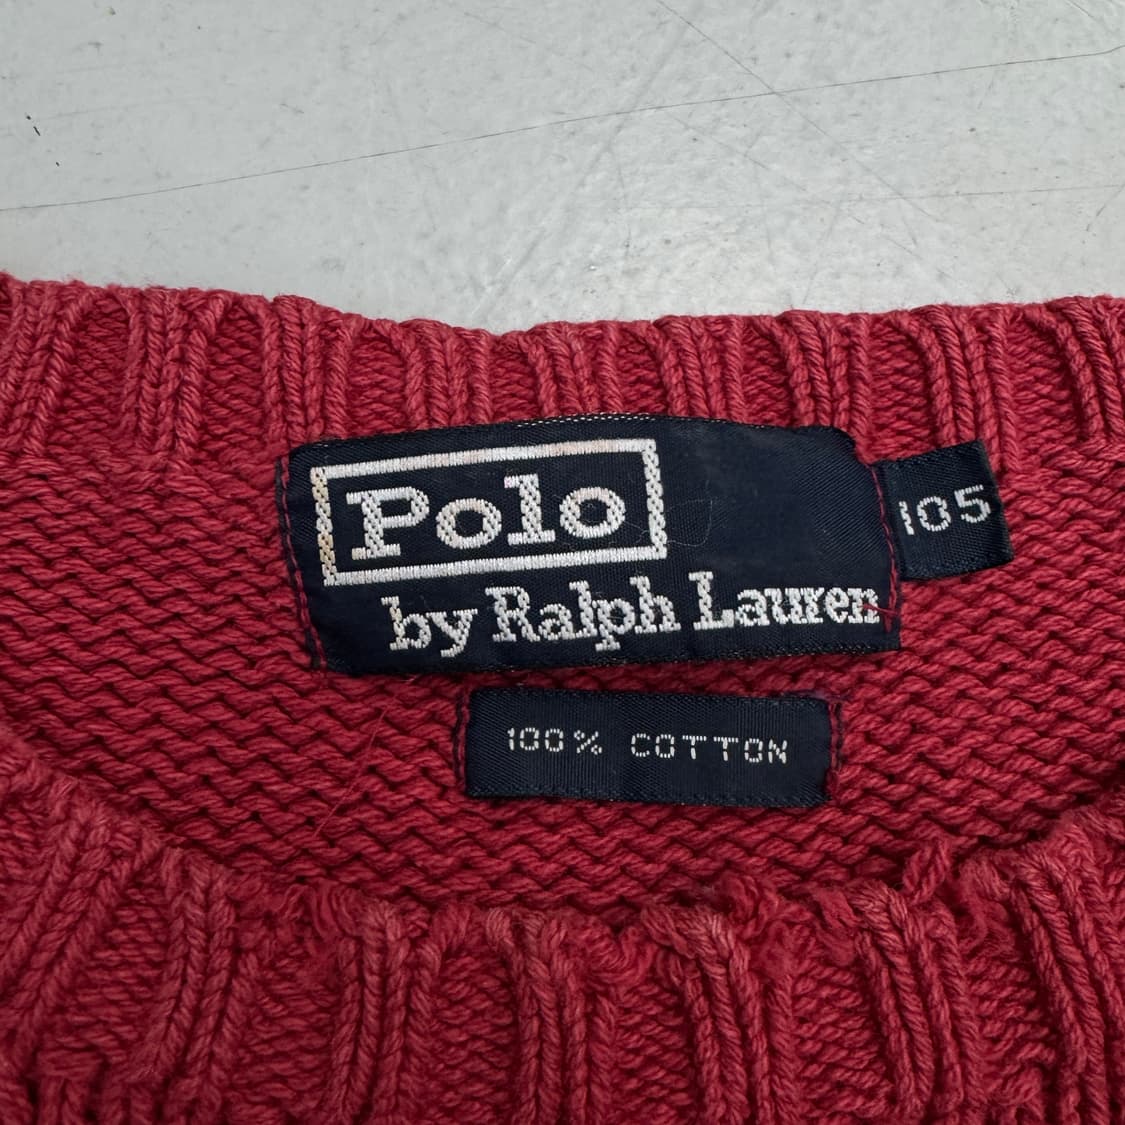 Polo
by Ralph Lauren
105
100% COTTON